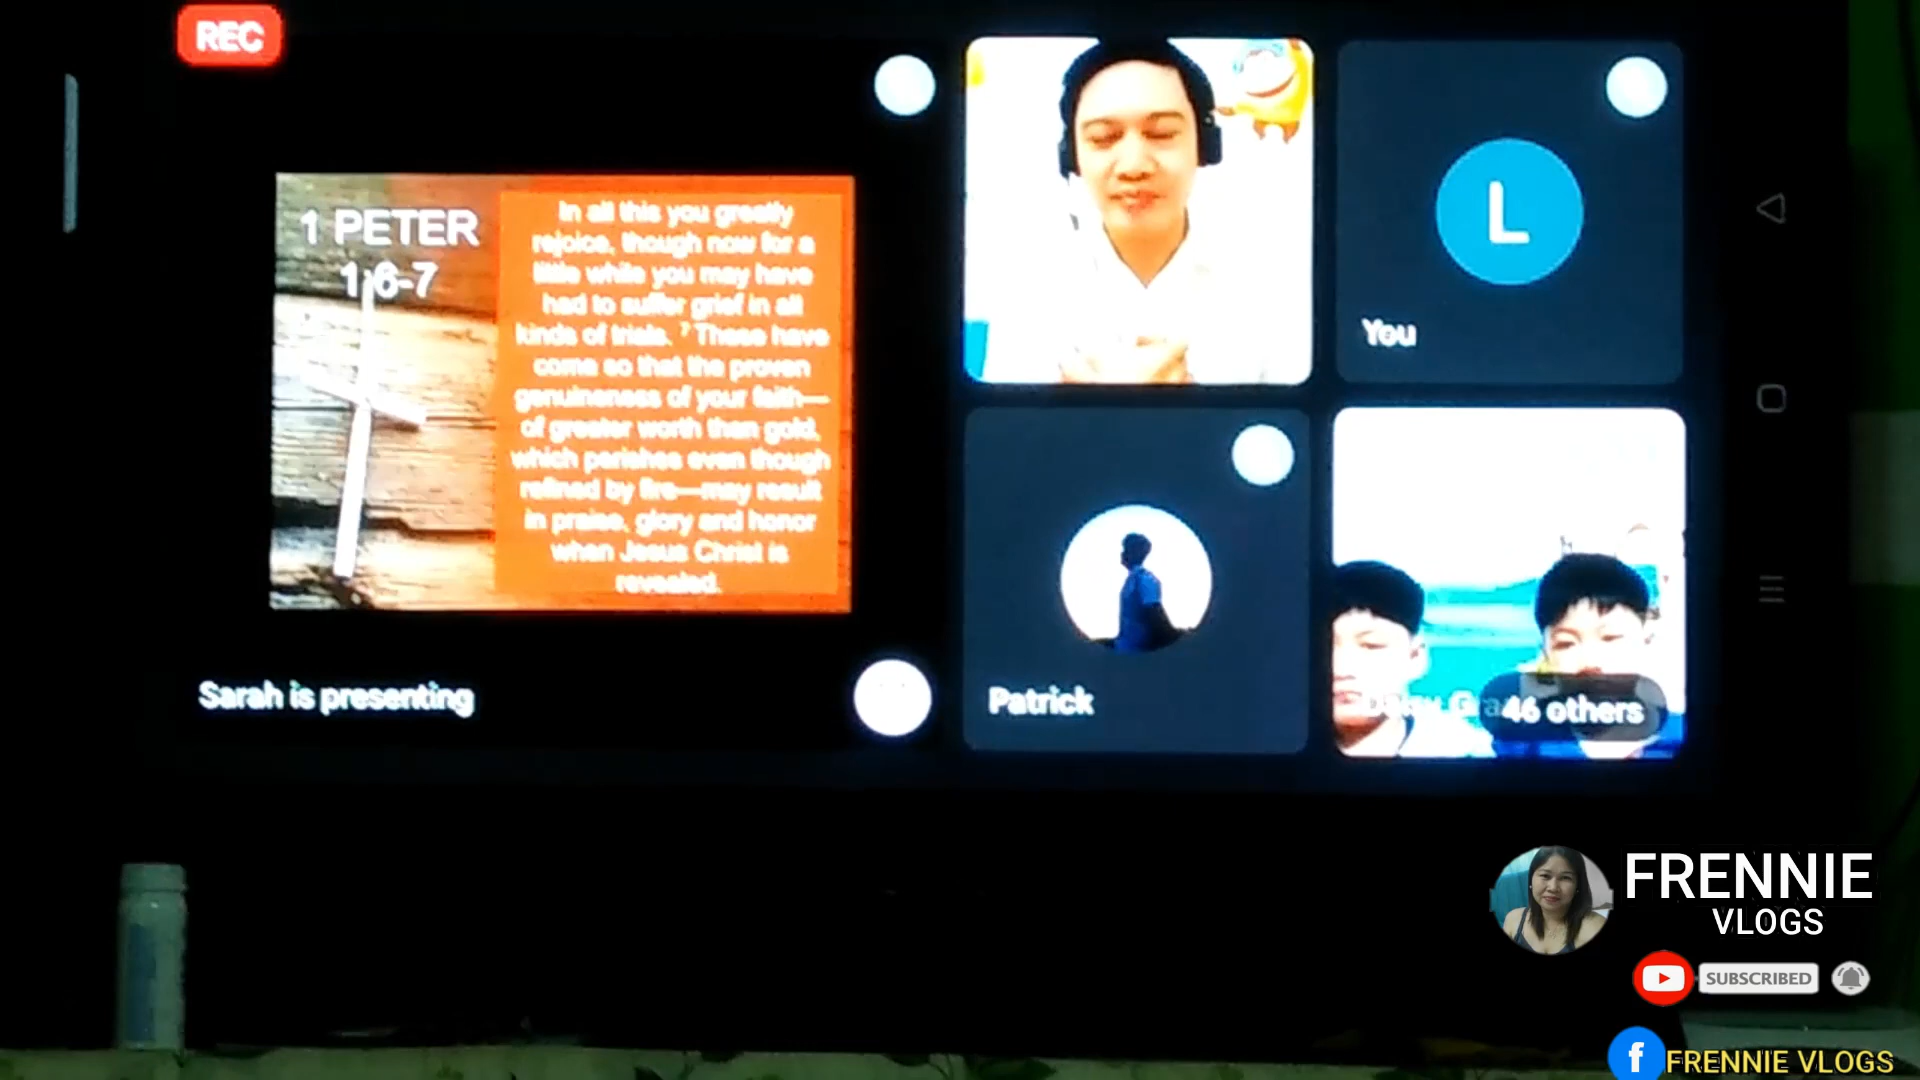 REC
1 PETER
1:6-7
In all this you greatly
rejoice, though now for a
little while you may have
had to suffer grief in all
kinds of trials. 7 These have
come so that the proven
genuineness of your faith—
of greater worth than gold,
which perishes even though
refined by fire—may result
in praise, glory and honor
when Jesus Christ is
revealed.
Sarah is presenting
L
You
Patrick
46 others
FRENNIE
VLOGS
SUBSCRIBED
f FRENNIE VLOGS